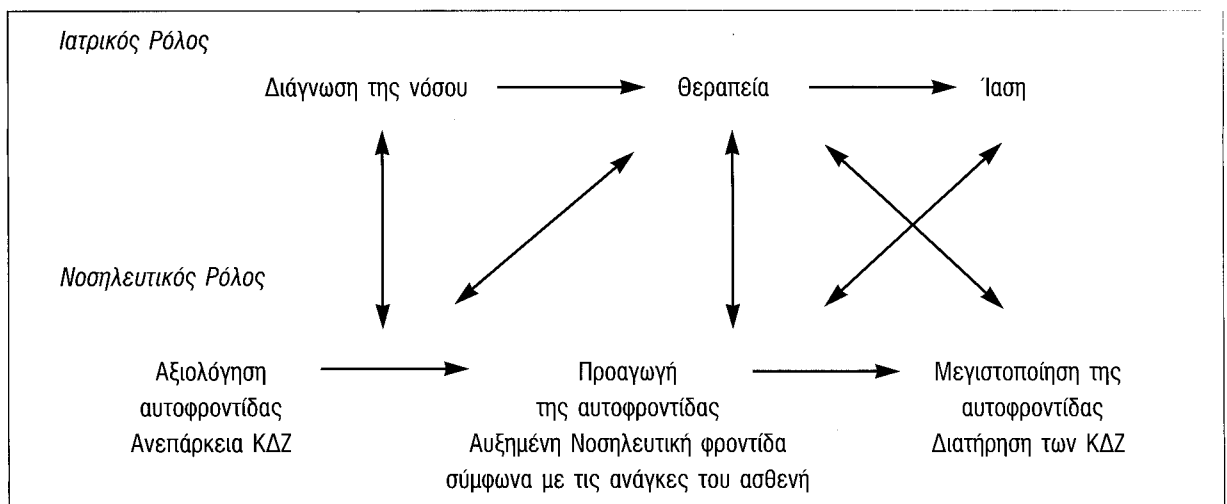 Ιατρικός Ρόλος
Διάγνωση της νόσου
Θεραπεία
Ίαση
Νοσηλευτικός Ρόλος
Αξιολόγηση
αυτοφροντίδας
Ανεπάρκεια ΚΔΖ
Προαγωγή
της αυτοφροντίδας
Αυξημένη Νοσηλευτική φροντίδα
σύμφωνα με τις ανάγκες του ασθενή
Μεγιστοποίηση της
αυτοφροντίδας
Διατήρηση των ΚΔΖ